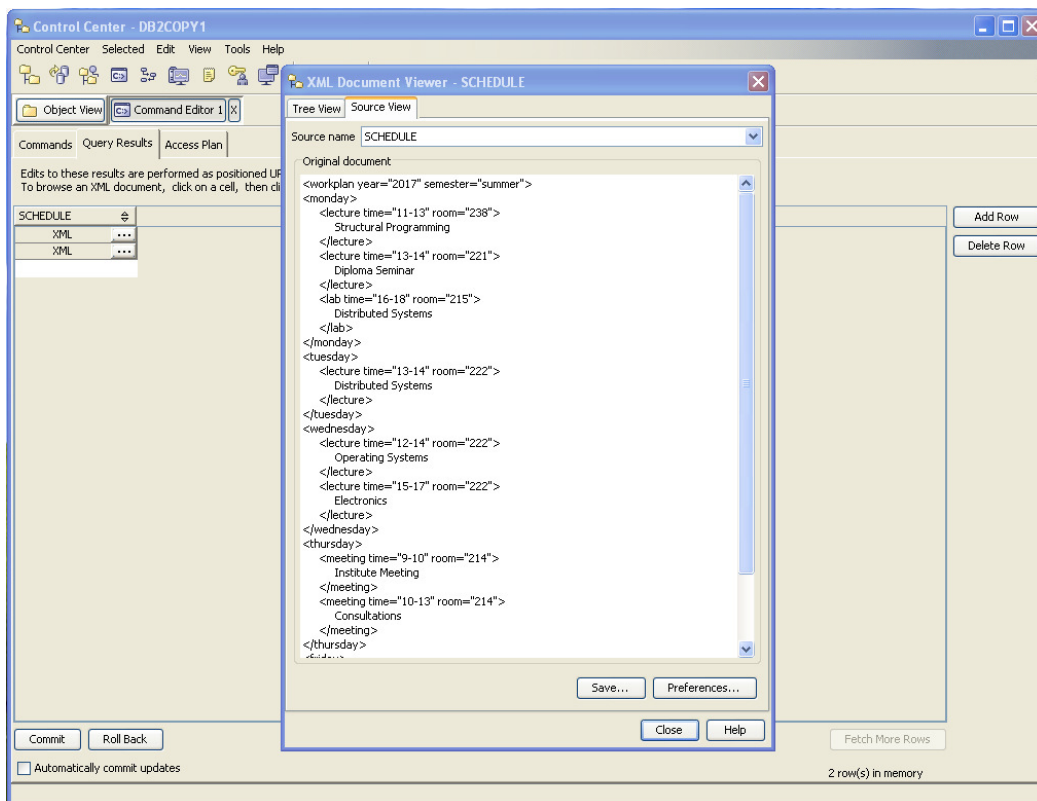 Control Center - DB2COPY1
Control Center Selected Edit View Tools Help
XML Document Viewer - SCHEDULE
Object View
Command Editor 1 X
Tree View Source View
Commands Query Results Access Plan
Source name SCHEDULE
Original document
Edits to these results are performed as positioned
To browse an XML document, click on a cell, then
SCHEDULE
XML ...
XML ...
<workplan year="2017" semester="summer">
<monday>
<lecture time="11-13" room="238">
Structural Programming
</lecture>
<lecture time="13-14" room="221">
Diploma Seminar
</lecture>
<lab time="16-18" room="215">
Distributed Systems
</lab>
</monday>
<tuesday>
<lecture time="13-14" room="222">
Distributed Systems
</lecture>
</tuesday>
<wednesday>
<lecture time="12-14" room="222">
Operating Systems
</lecture>
<lecture time="15-17" room="222">
Electronics
</lecture>
</wednesday>
<thursday>
<meeting time="9-10" room="214">
Institute Meeting
</meeting>
<meeting time="10-13" room="214">
Consultations
</meeting>
</thursday>
Add Row
Delete Row
Save... Preferences...
Close Help
Commit Roll Back
Fetch More Rows
Automatically commit updates
2 row(s) in memory